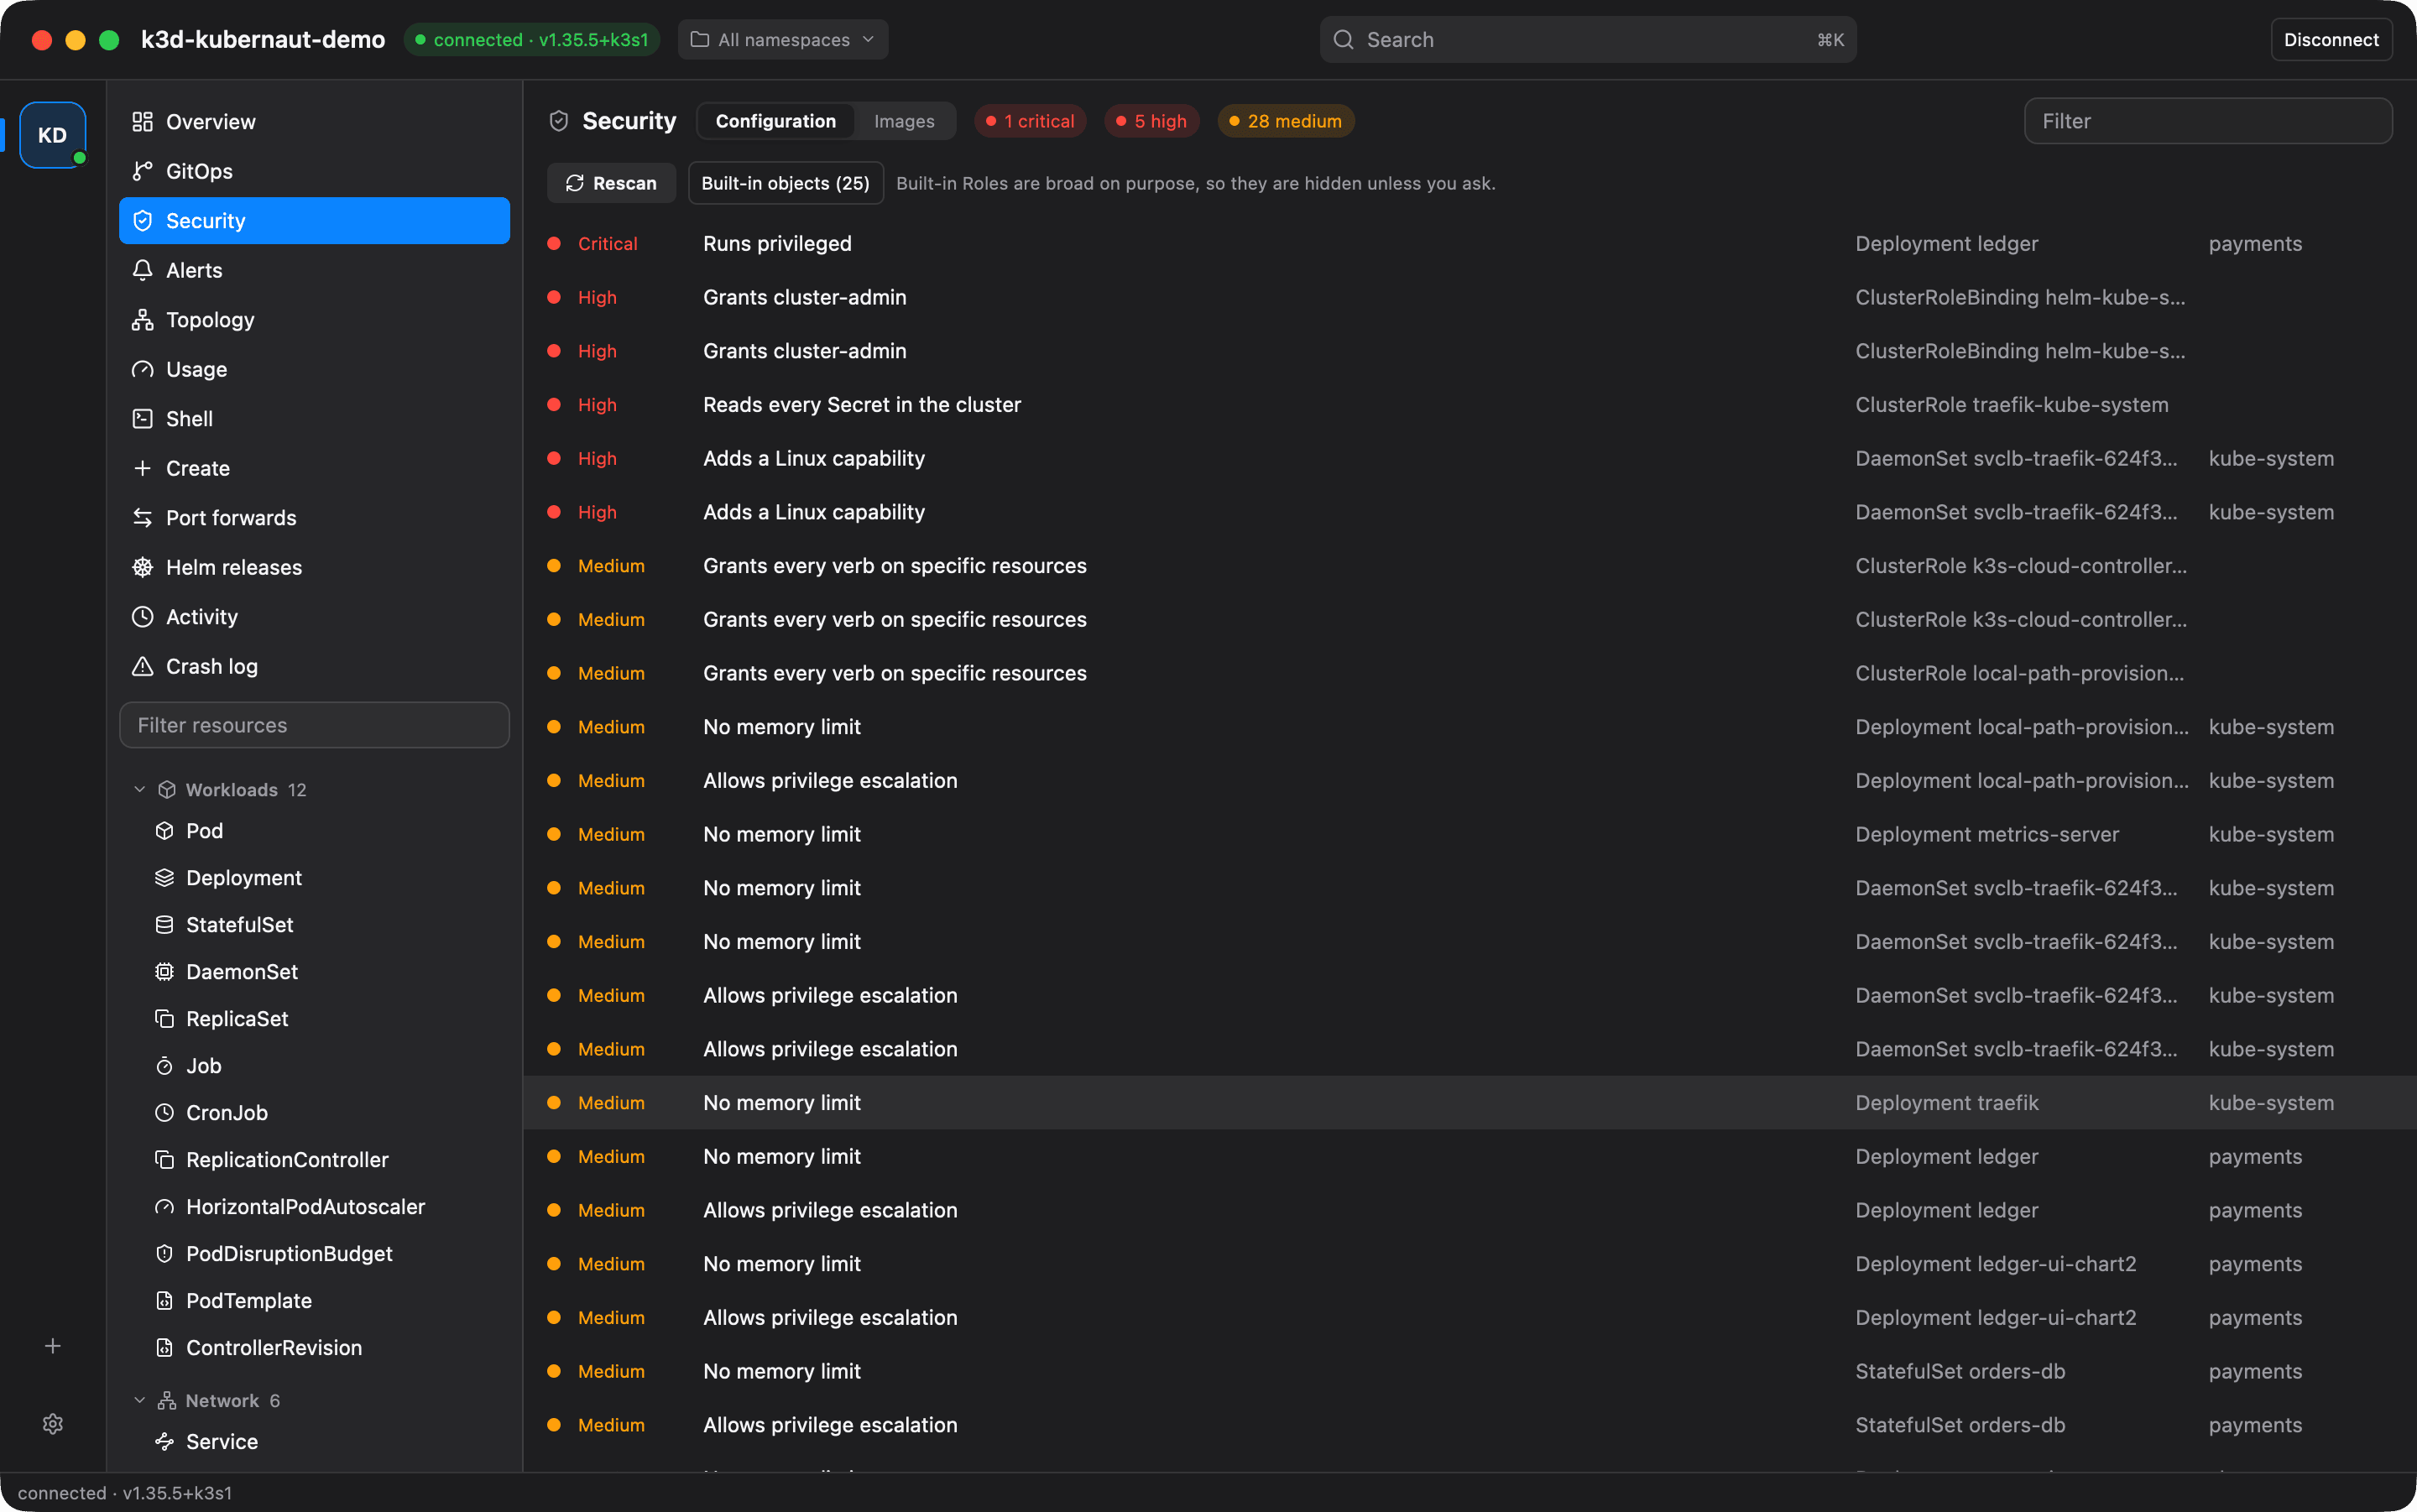 k3d-kubernaut-demo
connected · v1.35.5+k3s1
All namespaces
Search
⌘K
Disconnect
KD
Overview
GitOps
Security
Alerts
Topology
Usage
Shell
Create
Port forwards
Helm releases
Activity
Crash log
Filter resources
Workloads 12
Pod
Deployment
StatefulSet
DaemonSet
ReplicaSet
Job
CronJob
ReplicationController
HorizontalPodAutoscaler
PodDisruptionBudget
PodTemplate
ControllerRevision
Network 6
Service
Security
Configuration
Images
1 critical
5 high
28 medium
Filter
Rescan
Built-in objects (25)
Built-in Roles are broad on purpose, so they are hidden unless you ask.
Critical Runs privileged Deployment ledger payments
High Grants cluster-admin ClusterRoleBinding helm-kube-s...
High Grants cluster-admin ClusterRoleBinding helm-kube-s...
High Reads every Secret in the cluster ClusterRole traefik-kube-system
High Adds a Linux capability DaemonSet svclb-traefik-624f3... kube-system
High Adds a Linux capability DaemonSet svclb-traefik-624f3... kube-system
Medium Grants every verb on specific resources ClusterRole k3s-cloud-controller...
Medium Grants every verb on specific resources ClusterRole k3s-cloud-controller...
Medium Grants every verb on specific resources ClusterRole local-path-provision...
Medium No memory limit Deployment local-path-provision... kube-system
Medium Allows privilege escalation Deployment local-path-provision... kube-system
Medium No memory limit Deployment metrics-server kube-system
Medium No memory limit DaemonSet svclb-traefik-624f3... kube-system
Medium No memory limit DaemonSet svclb-traefik-624f3... kube-system
Medium Allows privilege escalation DaemonSet svclb-traefik-624f3... kube-system
Medium Allows privilege escalation DaemonSet svclb-traefik-624f3... kube-system
Medium No memory limit Deployment traefik kube-system
Medium No memory limit Deployment ledger payments
Medium Allows privilege escalation Deployment ledger payments
Medium No memory limit Deployment ledger-ui-chart2 payments
Medium Allows privilege escalation Deployment ledger-ui-chart2 payments
Medium No memory limit StatefulSet orders-db payments
Medium Allows privilege escalation StatefulSet orders-db payments
connected · v1.35.5+k3s1